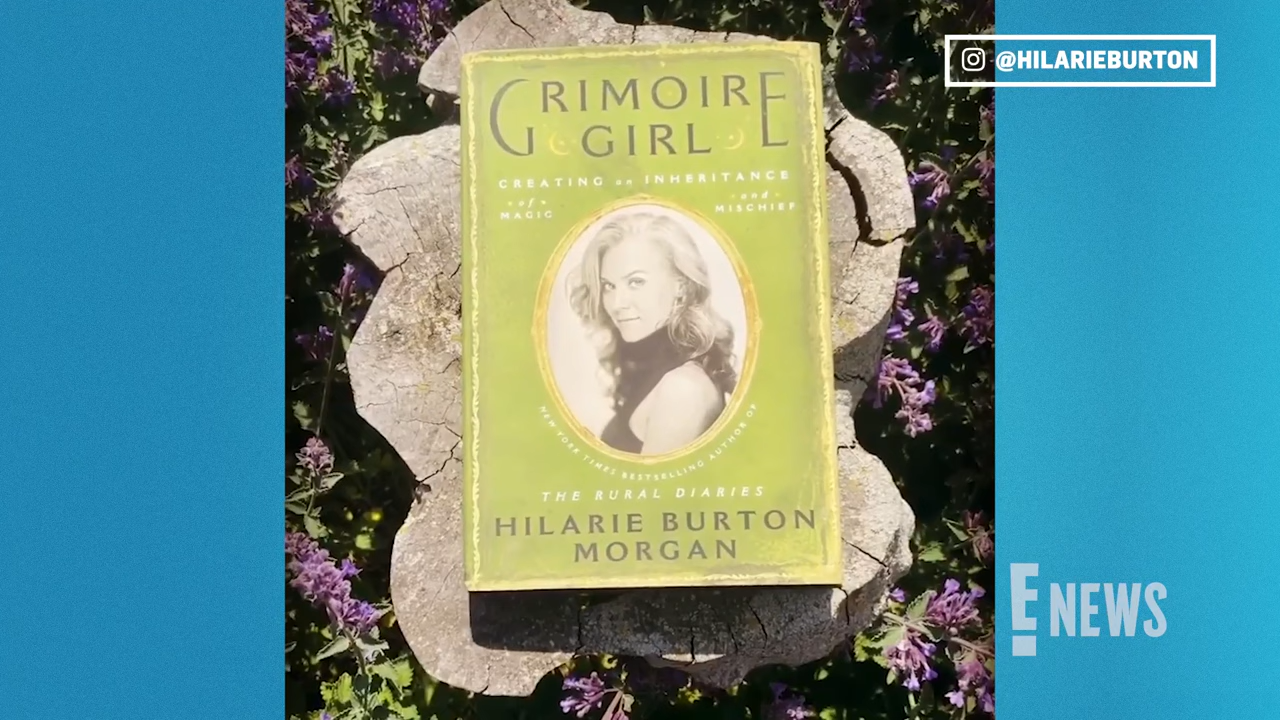 @HILARIEBURTON
GRIMOIRE
GIRL
CREATING an INHERITANCE
of and
MAGIC MISCHIEF
NEW YORK TIMES BESTSELLING AUTHOR OF
THE RURAL DIARIES
HILARIE BURTON
MORGAN
E! NEWS